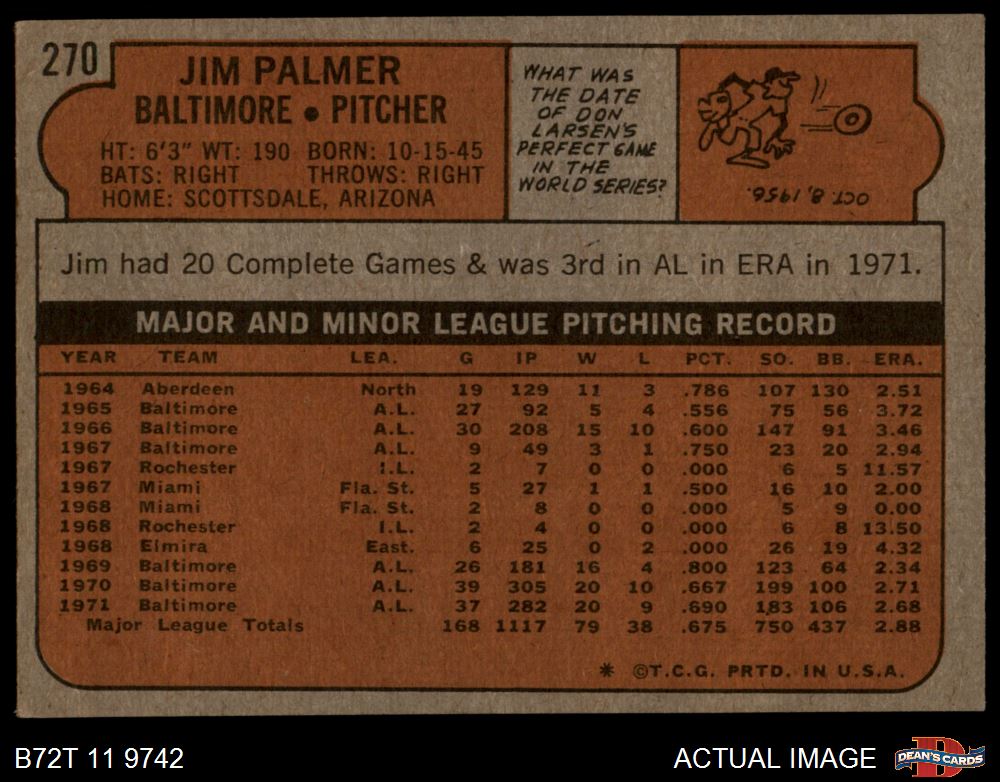 270
JIM PALMER
BALTIMORE • PITCHER
HT: 6'3" WT: 190 BORN: 10-15-45
BATS: RIGHT THROWS: RIGHT
HOME: SCOTTSDALE, ARIZONA
WHAT WAS
THE DATE
OF DON
LARSEN'S
PERFECT GAME
IN THE
WORLD SERIES?
OCT. 8, 1956.
Jim had 20 Complete Games & was 3rd in AL in ERA in 1971.
MAJOR AND MINOR LEAGUE PITCHING RECORD
YEAR TEAM LEA. G IP W L PCT. SO. BB. ERA.
1964 Aberdeen North 19 129 11 3 .786 107 130 2.51
1965 Baltimore A.L. 27 92 5 4 .556 75 56 3.72
1966 Baltimore A.L. 30 208 15 10 .600 147 91 3.46
1967 Baltimore A.L. 9 49 3 1 .750 23 20 2.94
1967 Rochester I.L. 2 7 0 0 .000 6 5 11.57
1967 Miami Fla. St. 5 27 1 1 .500 16 10 2.00
1968 Miami Fla. St. 2 8 0 0 .000 5 9 0.00
1968 Rochester I.L. 2 4 0 0 .000 6 8 13.50
1968 Elmira East. 6 25 0 2 .000 26 19 4.32
1969 Baltimore A.L. 26 181 16 4 .800 123 64 2.34
1970 Baltimore A.L. 39 305 20 10 .667 199 100 2.71
1971 Baltimore A.L. 37 282 20 9 .690 183 106 2.68
Major League Totals 168 1117 79 38 .675 750 437 2.88
* ©T.C.G. PRTD. IN U.S.A.
B72T 11 9742
ACTUAL IMAGE
D
DEAN'S CARDS